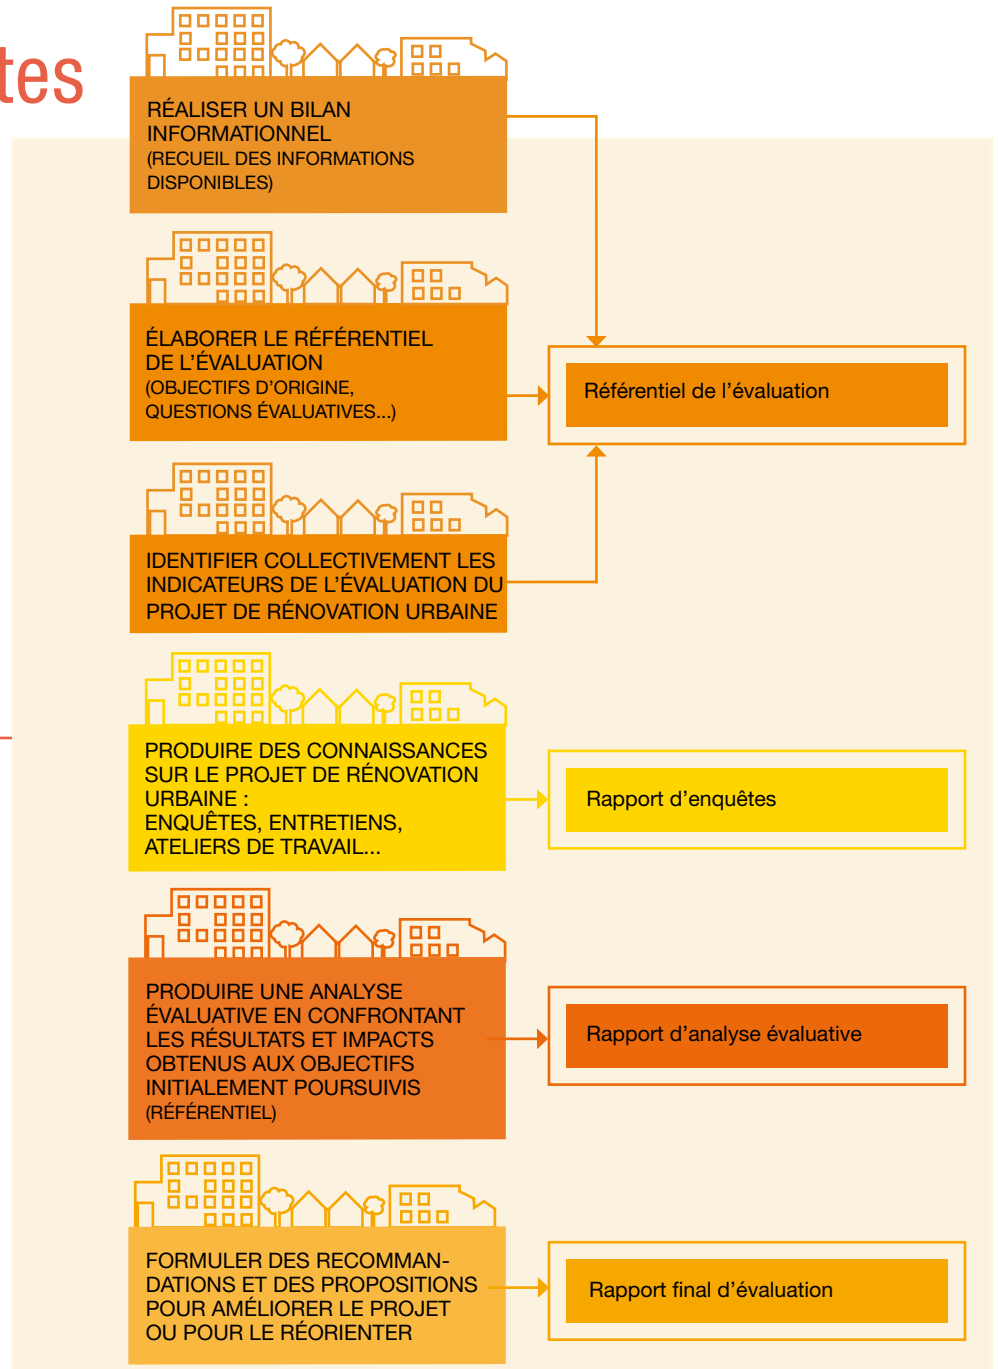 tes
RÉALISER UN BILAN
INFORMATIONNEL
(RECUEIL DES INFORMATIONS
DISPONIBLES)
ÉLABORER LE RÉFÉRENTIEL
DE L’ÉVALUATION
(OBJECTIFS D’ORIGINE,
QUESTIONS ÉVALUATIVES...)
Référentiel de l’évaluation
IDENTIFIER COLLECTIVEMENT LES
INDICATEURS DE L’ÉVALUATION DU
PROJET DE RÉNOVATION URBAINE
PRODUIRE DES CONNAISSANCES
SUR LE PROJET DE RÉNOVATION
URBAINE :
ENQUÊTES, ENTRETIENS,
ATELIERS DE TRAVAIL...
Rapport d’enquêtes
PRODUIRE UNE ANALYSE
ÉVALUATIVE EN CONFRONTANT
LES RÉSULTATS ET IMPACTS
OBTENUS AUX OBJECTIFS
INITIALEMENT POURSUIVIS
(RÉFÉRENTIEL)
Rapport d’analyse évaluative
FORMULER DES RECOMMAN-
DATIONS ET DES PROPOSITIONS
POUR AMÉLIORER LE PROJET
OU POUR LE RÉORIENTER
Rapport final d’évaluation